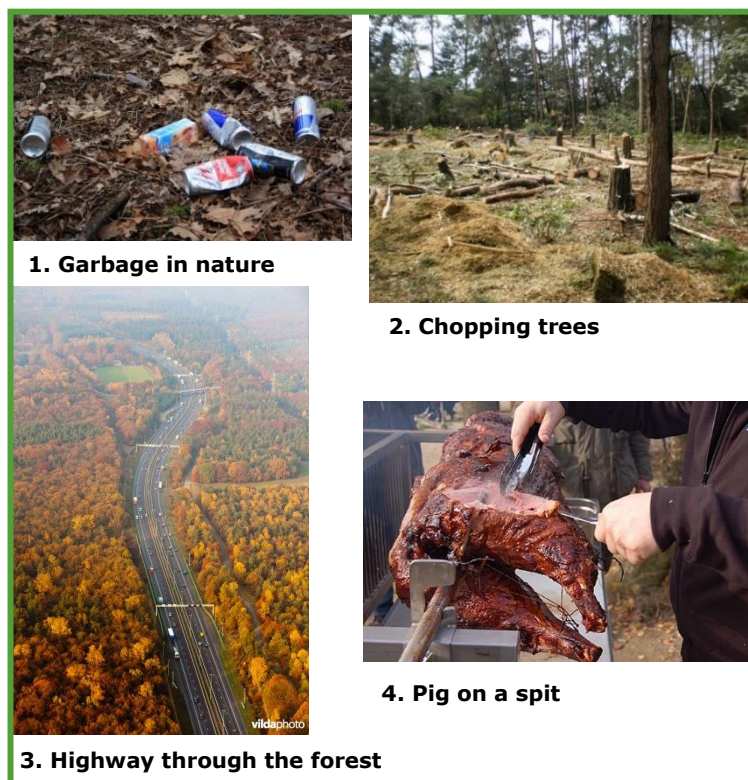 1. Garbage in nature
2. Chopping trees
vildaphoto
3. Highway through the forest
4. Pig on a spit